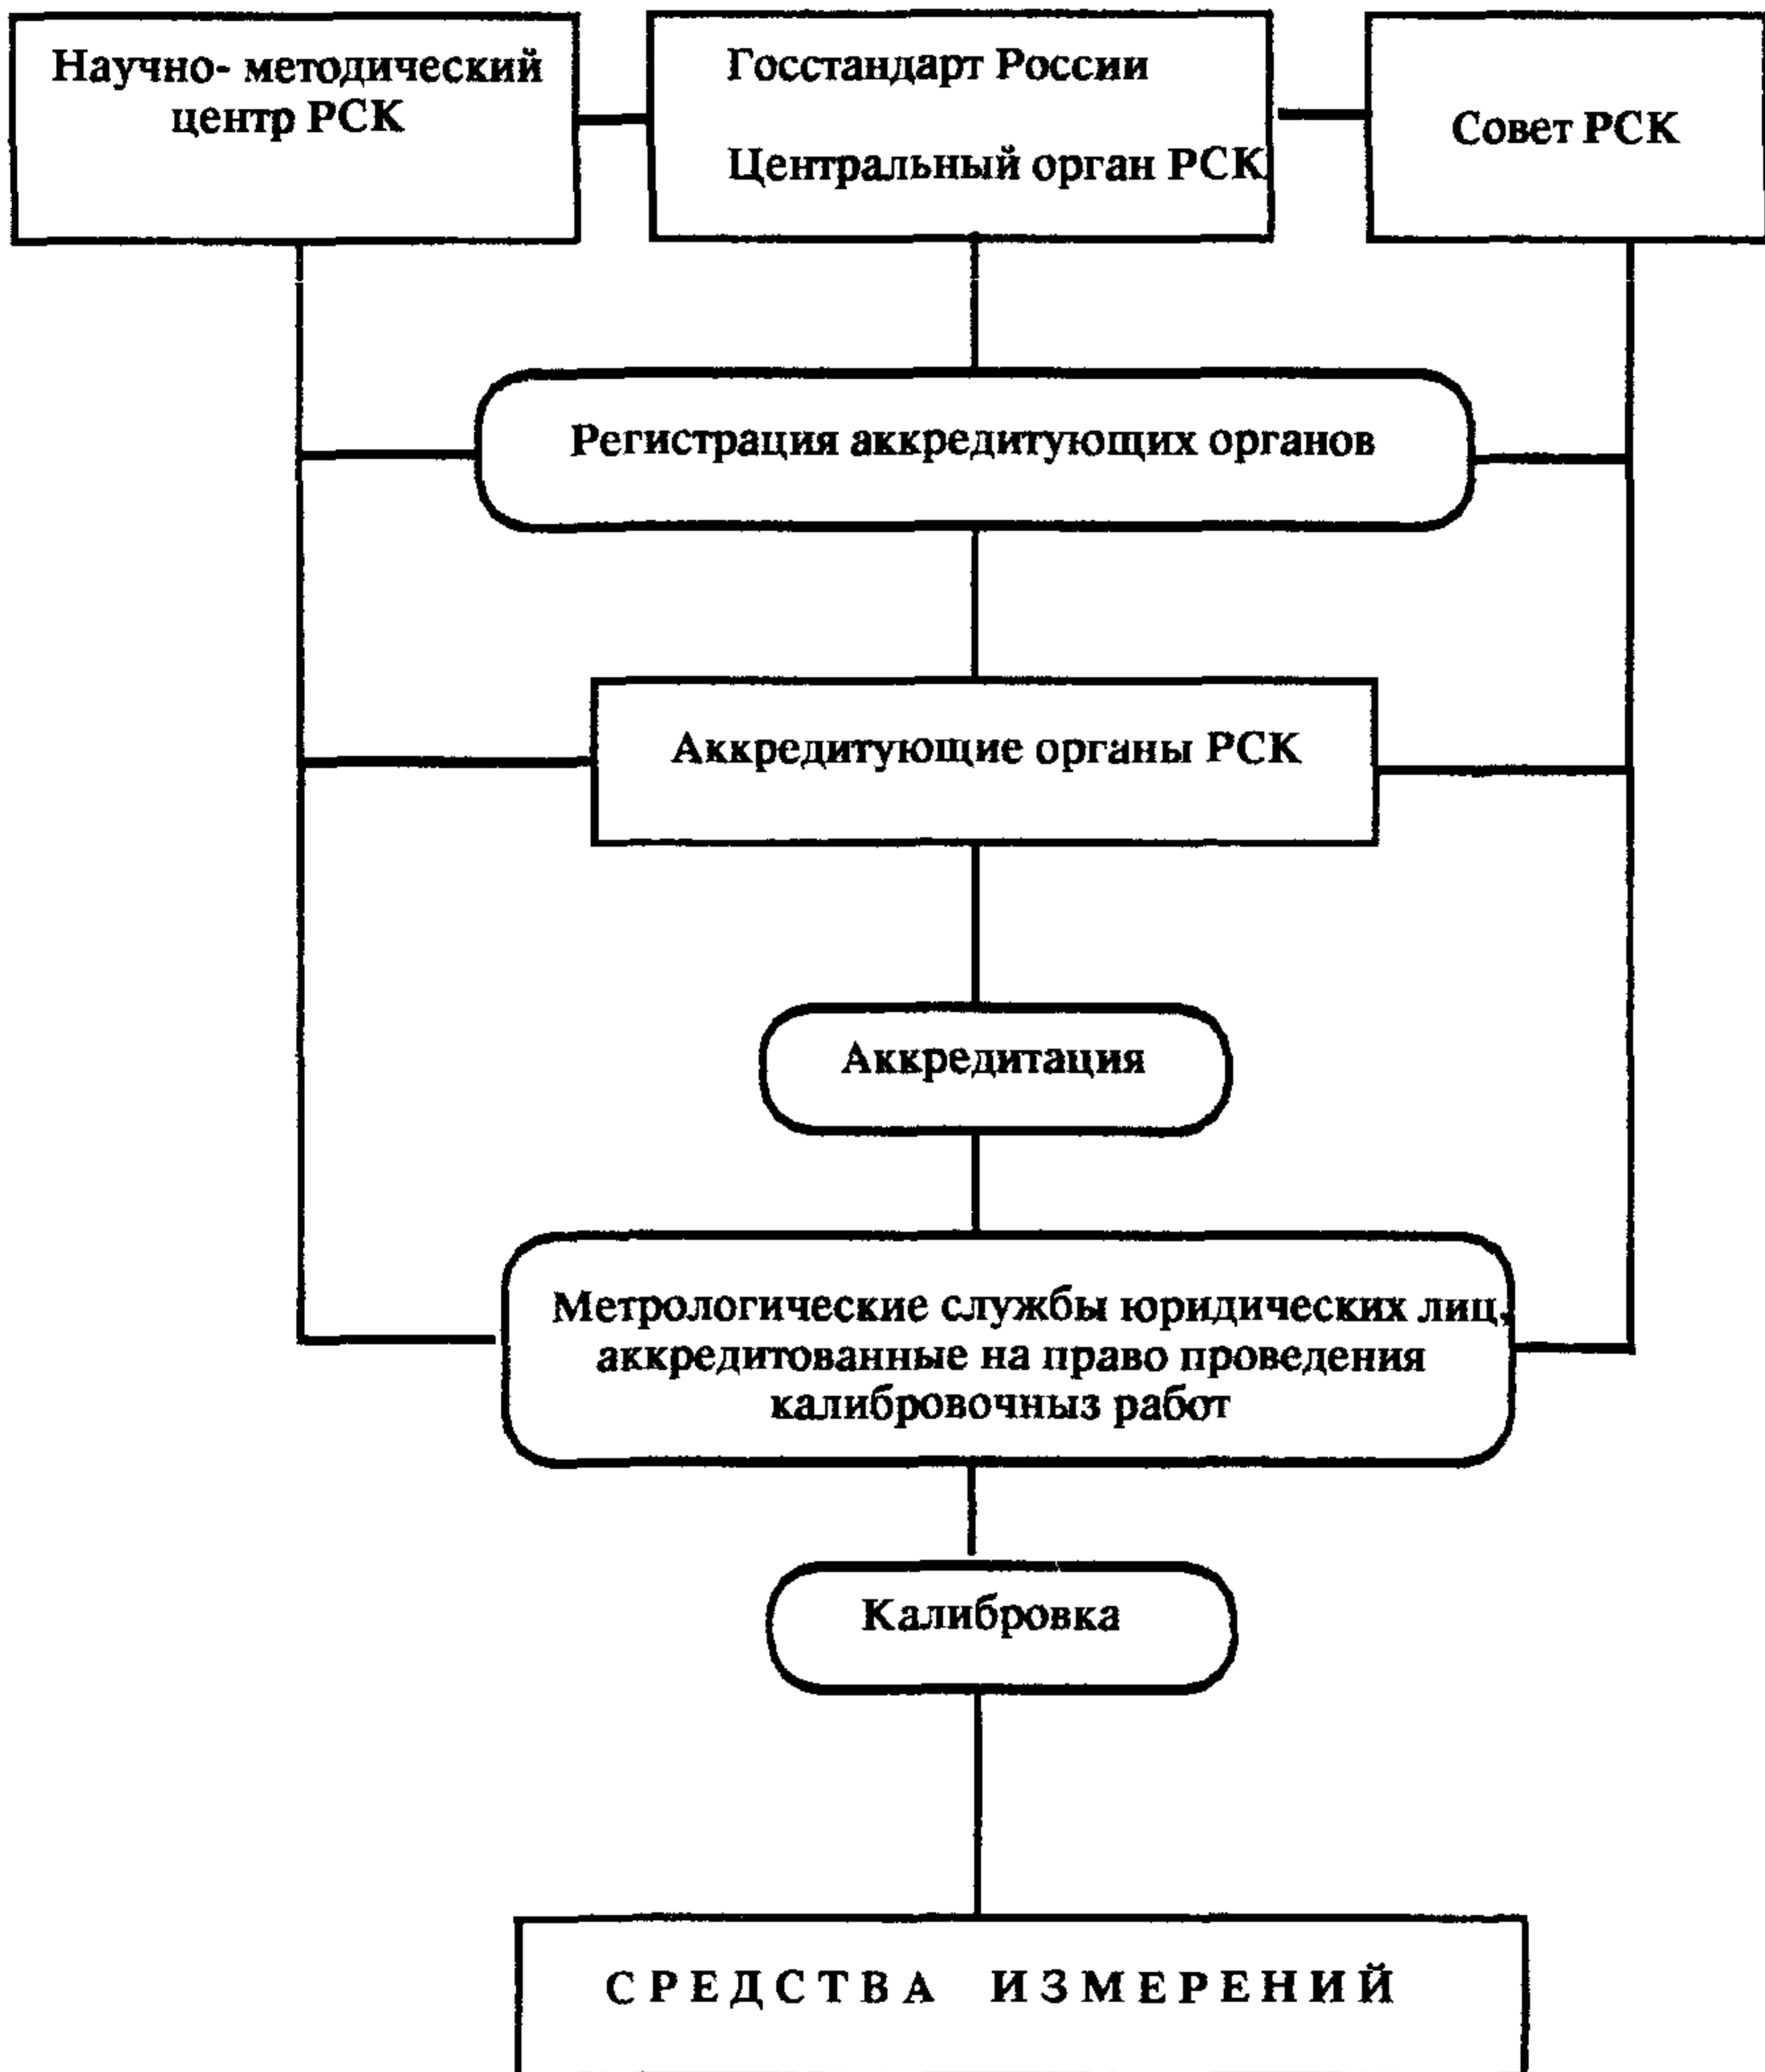 Научно- методический
центр РСК
Госстандарт России
Центральный орган РСК
Совет РСК
Регистрация аккредитующих органов
Аккредитующие органы РСК
Аккредитация
Метрологические службы юридических лиц,
аккредитованные на право проведения
калибровочныз работ
Калибровка
СРЕДСТВА ИЗМЕРЕНИЙ